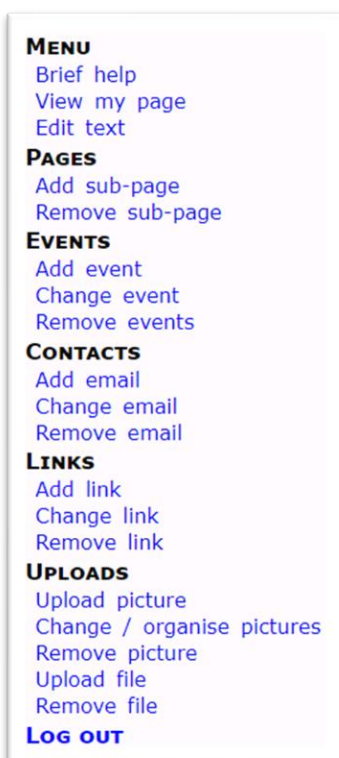 MENU
Brief help
View my page
Edit text
PAGES
Add sub-page
Remove sub-page
EVENTS
Add event
Change event
Remove events
CONTACTS
Add email
Change email
Remove email
LINKS
Add link
Change link
Remove link
UPLOADS
Upload picture
Change / organise pictures
Remove picture
Upload file
Remove file
LOG OUT